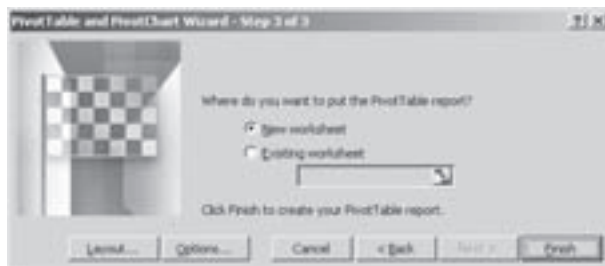 PivotTable and PivotChart Wizard - Step 3 of 3
Where do you want to put the PivotTable report?
New worksheet
Existing worksheet
Click Finish to create your PivotTable report.
Layout... Options... Cancel < Back Next > Finish